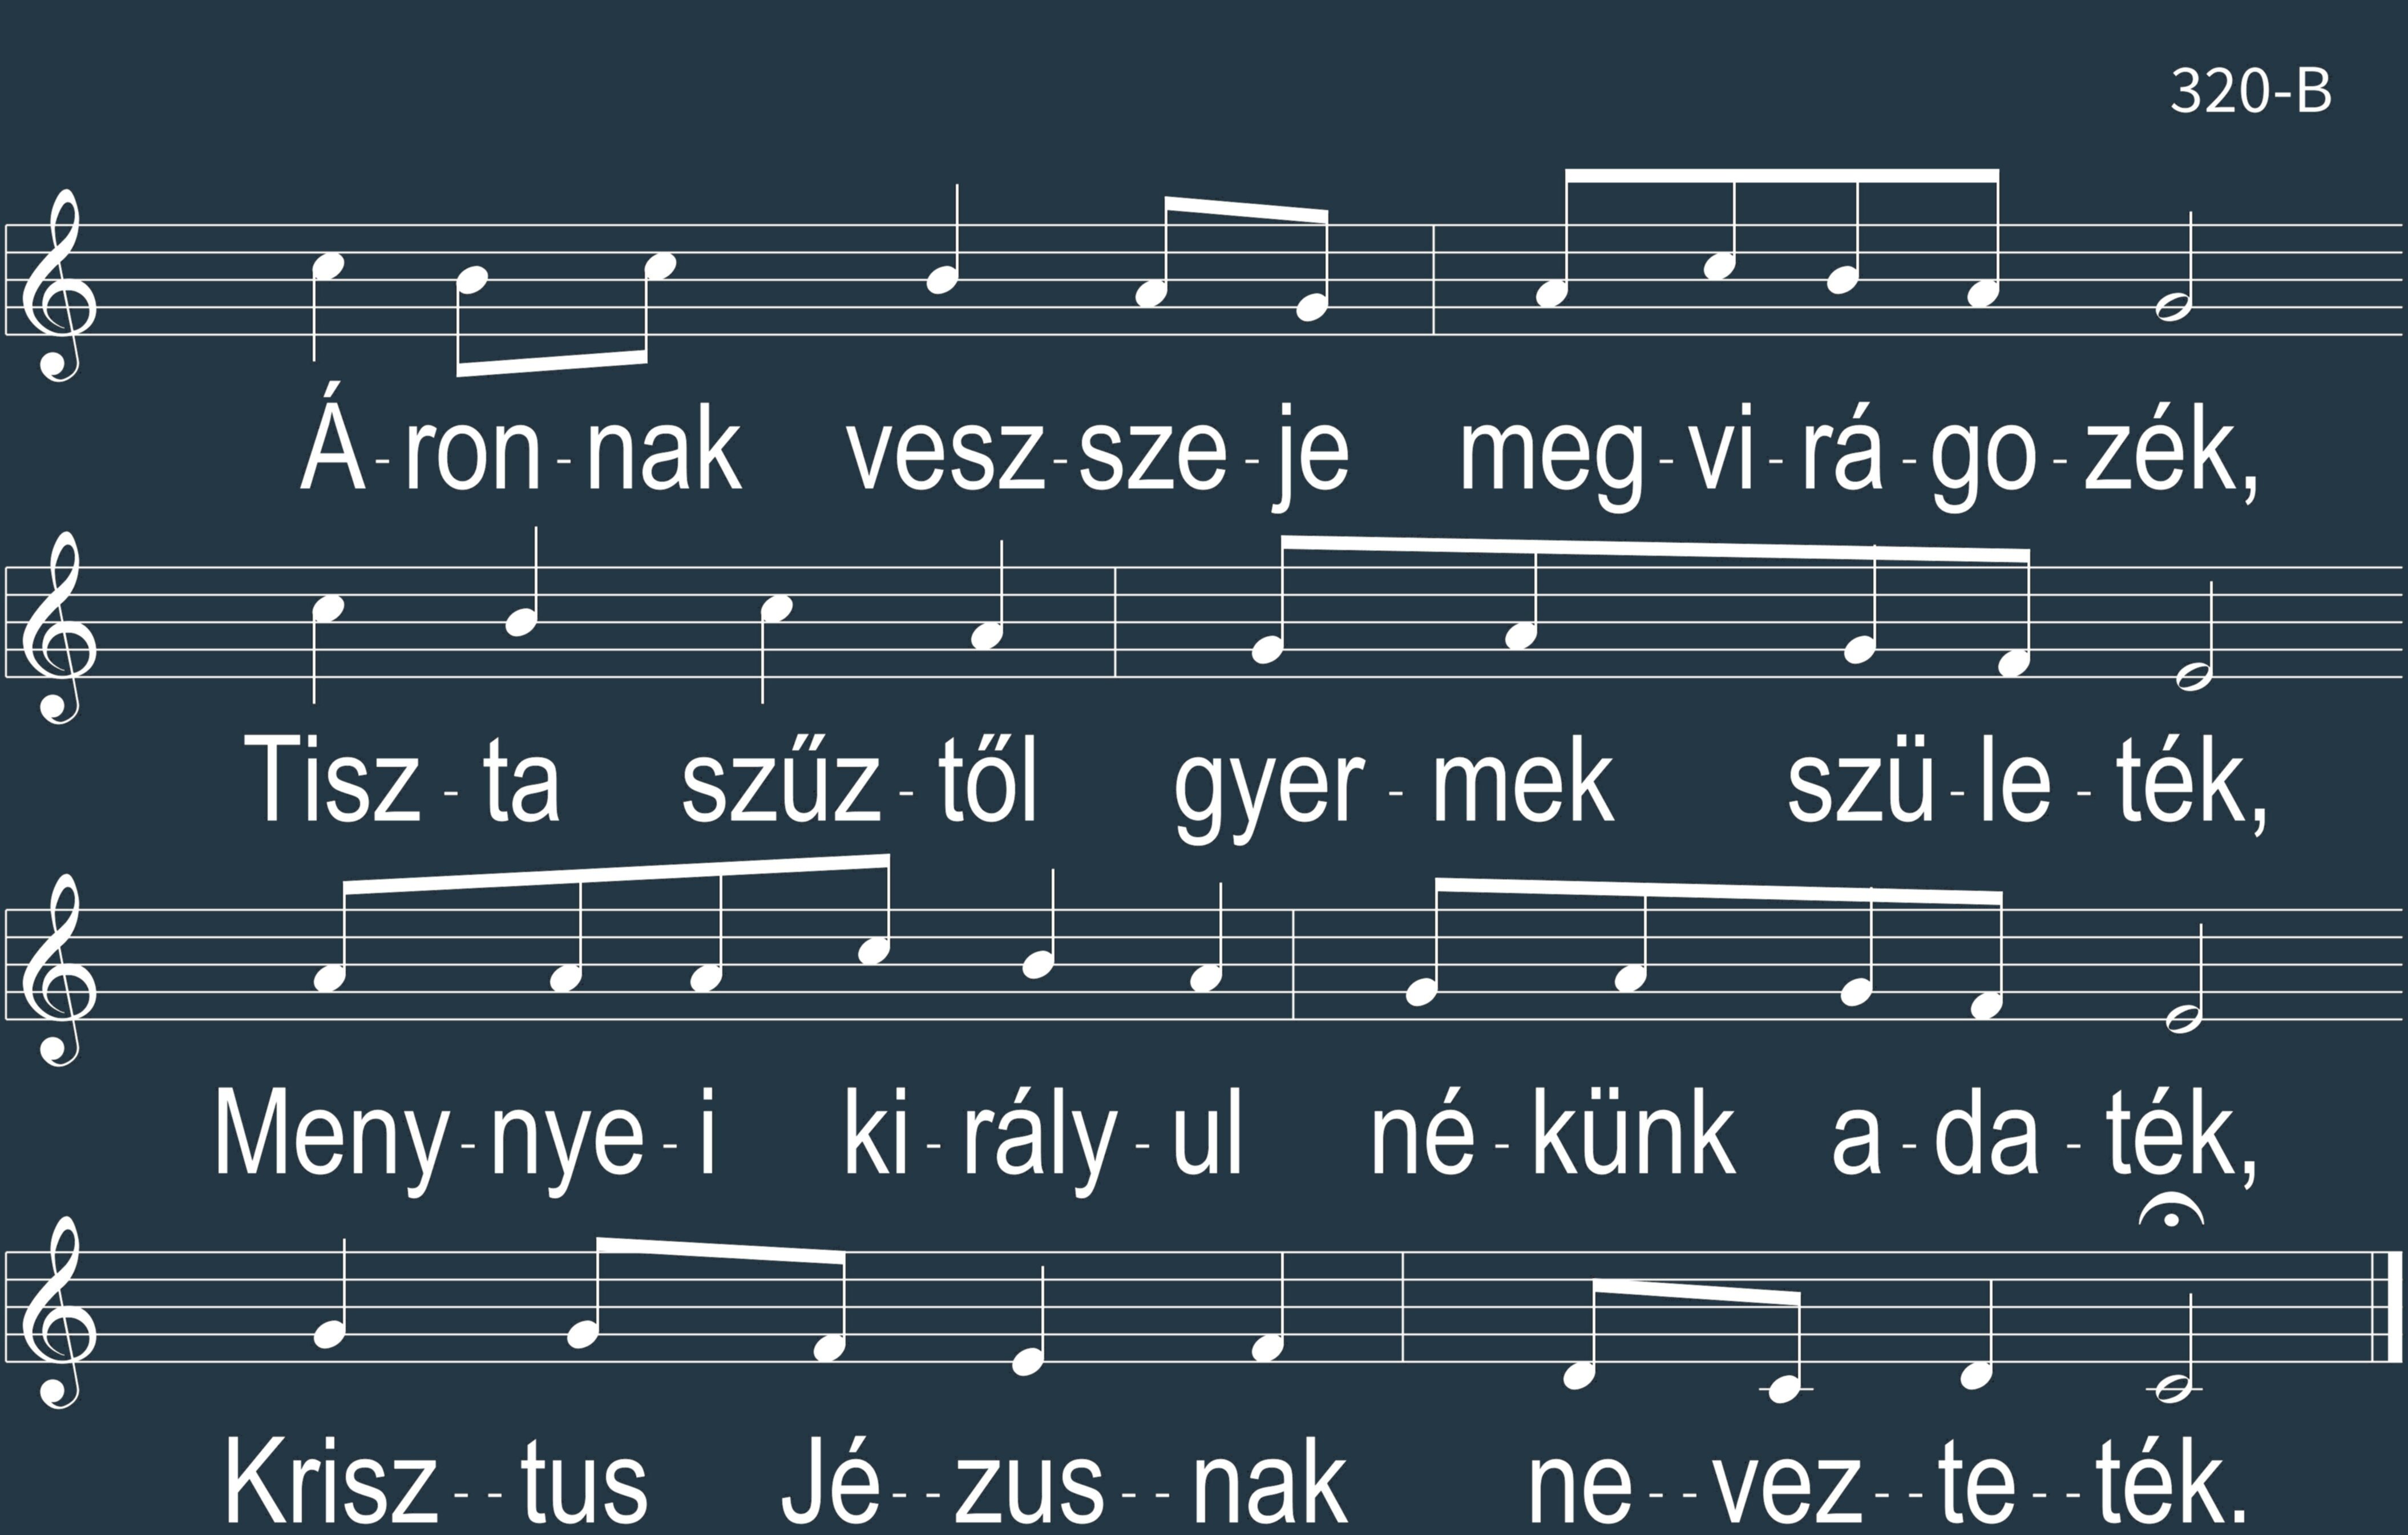 320-B
Á-ron-nak vesz-sze-je meg-vi-rá-go-zék,
Tisz-ta szűz-től gyer-mek szü-le-ték,
Meny-nye-i ki-rály-ul né-künk a-da-ték,
Krisz--tus Jé--zus--nak ne--vez--te--ték.